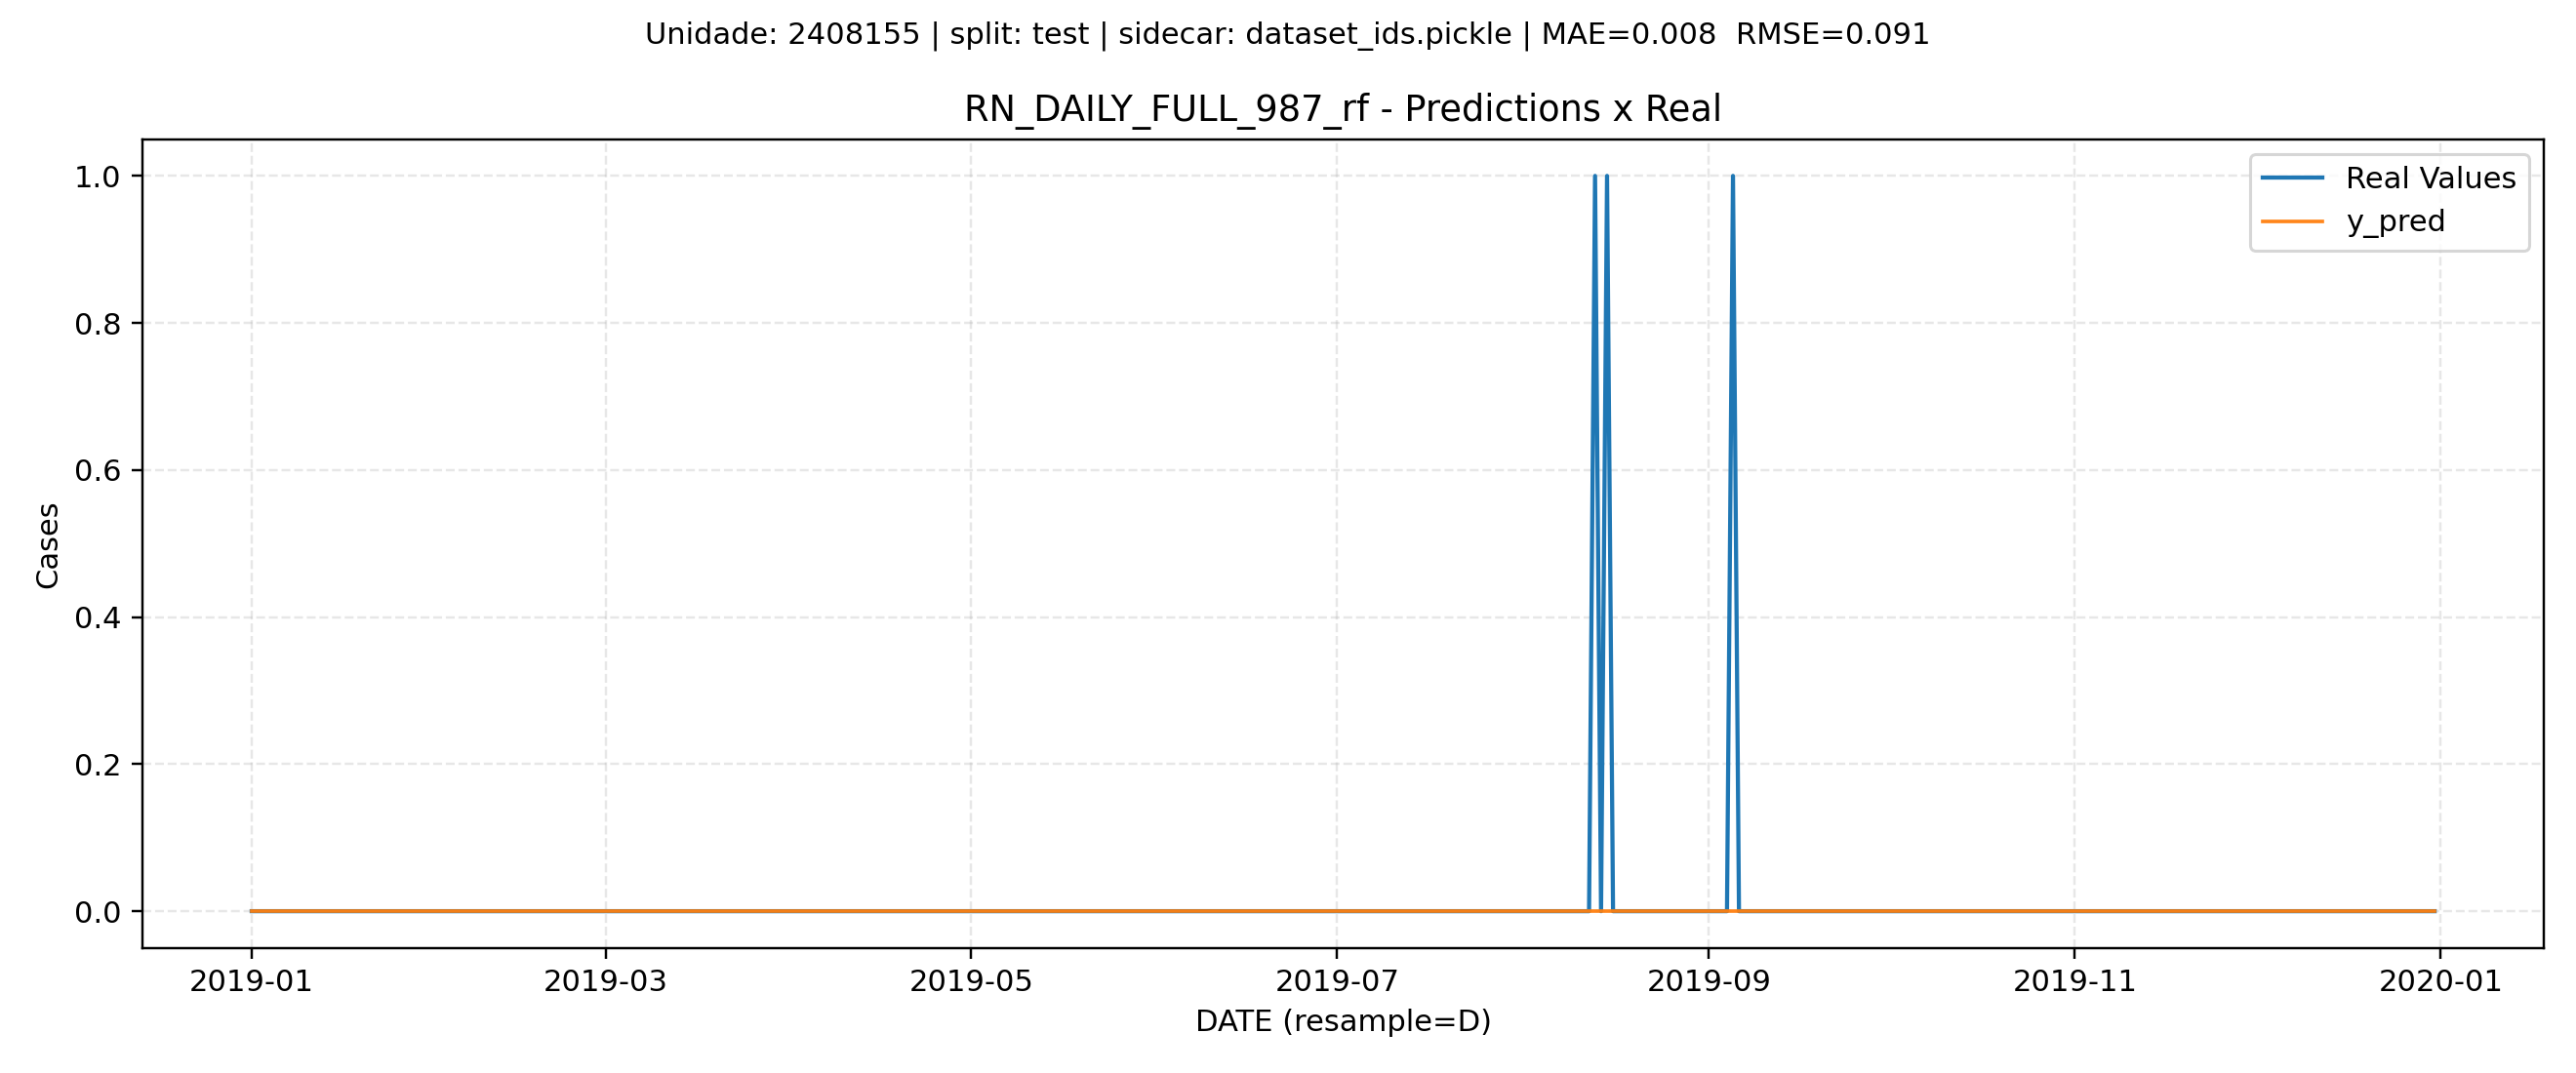 Unidade: 2408155 | split: test | sidecar: dataset_ids.pickle | MAE=0.008  RMSE=0.091
RN_DAILY_FULL_987_rf - Predictions x Real
Real Values
y_pred
1.0
0.8
0.6
0.4
0.2
0.0
Cases
2019-01
2019-03
2019-05
2019-07
2019-09
2019-11
2020-01
DATE (resample=D)